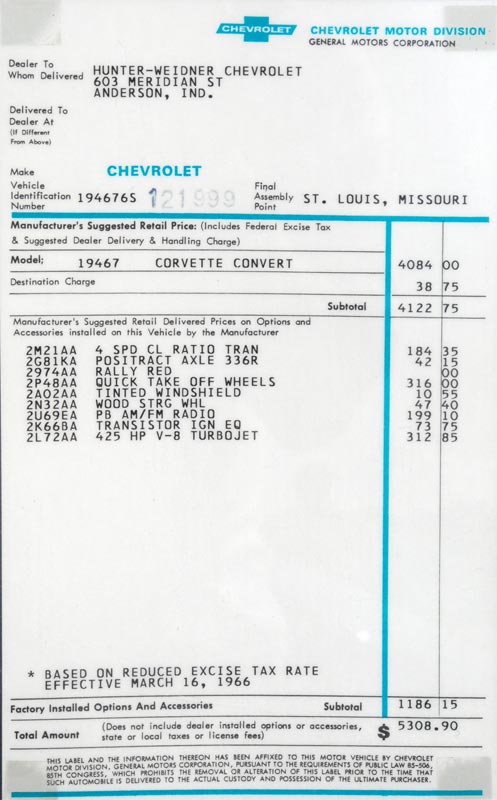 CHEVROLET CHEVROLET MOTOR DIVISION
GENERAL MOTORS CORPORATION
Dealer To
Whom Delivered
HUNTER-WEIDNER CHEVROLET
603 MERIDIAN ST
ANDERSON, IND.
Delivered To
Dealer At
(If Different
From Above)
Make CHEVROLET
Vehicle
Identification
Number
194676S 121999
Final
Assembly
Point
ST. LOUIS, MISSOURI
Manufacturer's Suggested Retail Price: (Includes Federal Excise Tax
& Suggested Dealer Delivery & Handling Charge)
Model; 19467 CORVETTE CONVERT 4084 00
Destination Charge 38 75
Subtotal 4122 75
Manufacturer's Suggested Retail Delivered Prices on Options and
Accessories installed on this Vehicle by the Manufacturer
2M21AA 4 SPD CL RATIO TRAN 184 35
2G81KA POSITRACT AXLE 336R 42 15
2974AA RALLY RED 00
2P48AA QUICK TAKE OFF WHEELS 316 00
2A02AA TINTED WINDSHIELD 10 55
2N32AA WOOD STRG WHL 47 40
2U69EA PB AM/FM RADIO 199 10
2K66BA TRANSISTOR IGN EQ 73 75
2L72AA 425 HP V-8 TURBOJET 312 85
* BASED ON REDUCED EXCISE TAX RATE
EFFECTIVE MARCH 16, 1966
Factory Installed Options And Accessories Subtotal 1186 15
Total Amount (Does not include dealer installed options or accessories,
state or local taxes or license fees) $ 5308.90
THIS LABEL AND THE INFORMATION THEREON HAS BEEN AFFIXED TO THIS MOTOR VEHICLE BY CHEVROLET
MOTOR DIVISION, GENERAL MOTORS CORPORATION, PURSUANT TO THE REQUIREMENTS OF PUBLIC LAW 85-506,
85TH CONGRESS, WHICH PROHIBITS THE REMOVAL OR ALTERATION OF THIS LABEL PRIOR TO THE TIME THAT
SUCH AUTOMOBILE IS DELIVERED TO THE ACTUAL CUSTODY AND POSSESSION OF THE ULTIMATE PURCHASER.